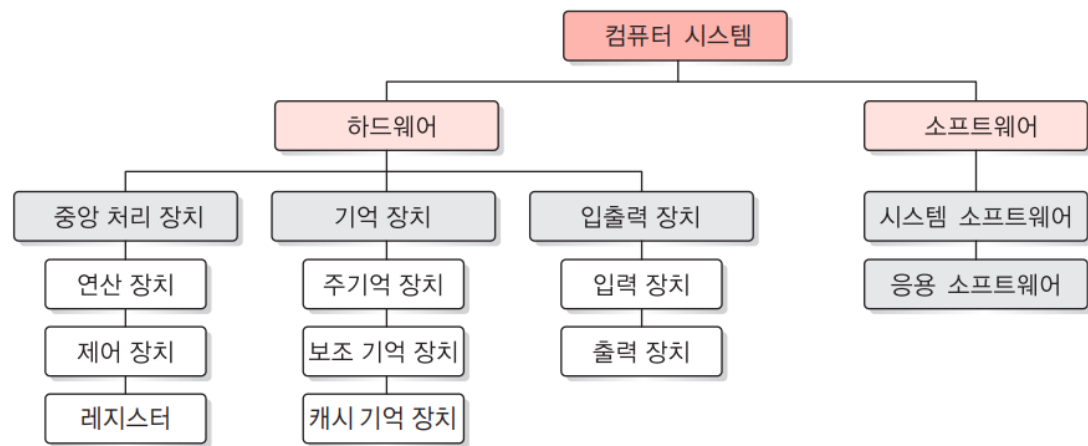 컴퓨터 시스템
하드웨어
소프트웨어
중앙 처리 장치
기억 장치
입출력 장치
시스템 소프트웨어
연산 장치
주기억 장치
입력 장치
응용 소프트웨어
제어 장치
보조 기억 장치
출력 장치
레지스터
캐시 기억 장치